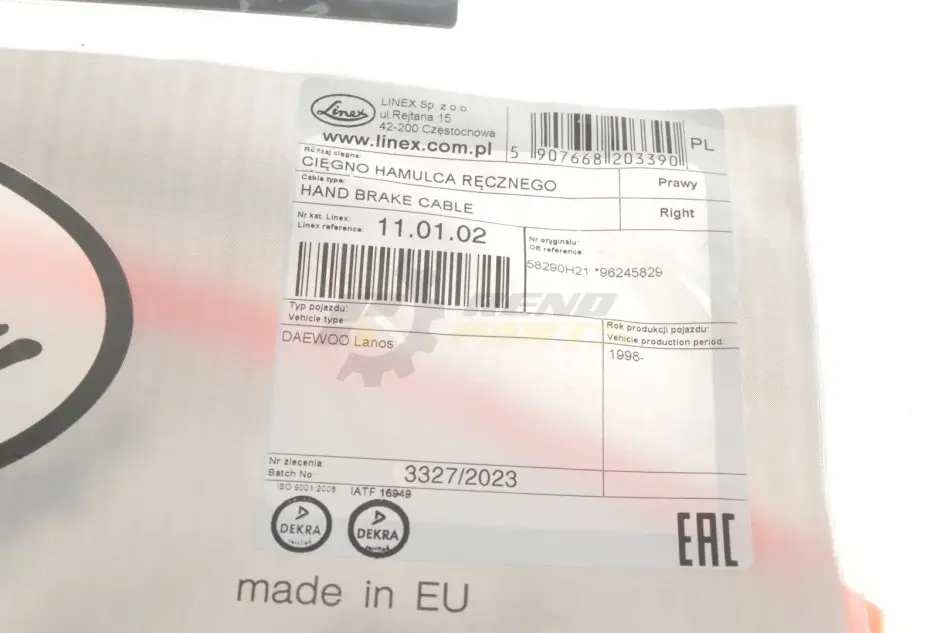 Linex
LINEX Sp. z o.o
ul.Rejtana 15
42-200 Częstochowa
www.linex.com.pl
5 907668 203390
PL
Rodzaj cięgna:
CIĘGNO HAMULCA RĘCZNEGO
Prawy
Cable type:
HAND BRAKE CABLE
Right
Nr kat. Linex:
Linex reference:
11.01.02
Nr oryginału:
OE reference:
58290H21 *96245829
Typ pojazdu:
Vehicle type
Rok produkcji pojazdu:
Vehicle production period:
DAEWOO Lanos
1998-
Nr zlecenia:
Batch No
3327/2023
ISO 9001:2008
IATF 16949
DEKRA
DEKRA
EAC
made in EU